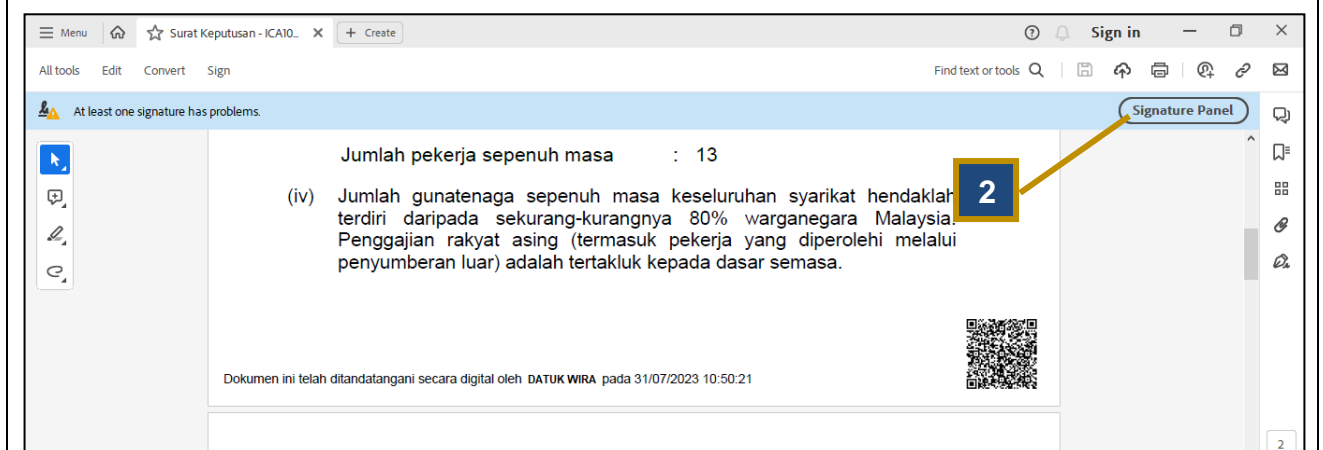 Menu Surat Keputusan - ICA10... + Create Sign in
All tools Edit Convert Sign Find text or tools
At least one signature has problems. Signature Panel
Jumlah pekerja sepenuh masa : 13
2
(iv) Jumlah gunatenaga sepenuh masa keseluruhan syarikat hendaklah
terdiri daripada sekurang-kurangnya 80% warganegara Malaysia.
Penggajian rakyat asing (termasuk pekerja yang diperolehi melalui
penyumberan luar) adalah tertakluk kepada dasar semasa.
Dokumen ini telah ditandatangani secara digital oleh DATUK WIRA pada 31/07/2023 10:50:21
2